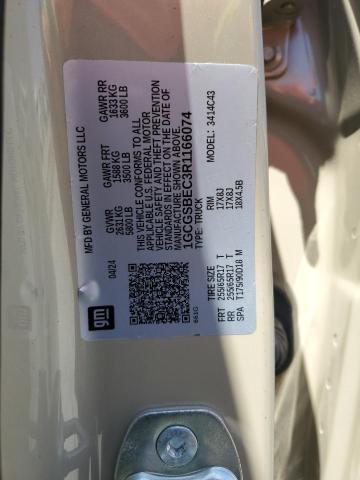 MFD BY GENERAL MOTORS LLC
04/24
GVWR
2631 KG
5800 LB
GAWR FRT
1588 KG
3500 LB
GAWR RR
1633 KG
3600 LB
THIS VEHICLE CONFORMS TO ALL
APPLICABLE U.S. FEDERAL MOTOR
VEHICLE SAFETY AND THEFT PREVENTION
STANDARDS IN EFFECT ON THE DATE OF
MANUFACTURE SHOWN ABOVE.
1GCGSBEC3R1166074
TYPE: TRUCK
MODEL: 3414C43
TIRE SIZE
RIM
FRT 255/65R17 T 17X8J
RR 255/65R17 T 17X8J
SPA T175/90D18 M 18X4.5B
gm